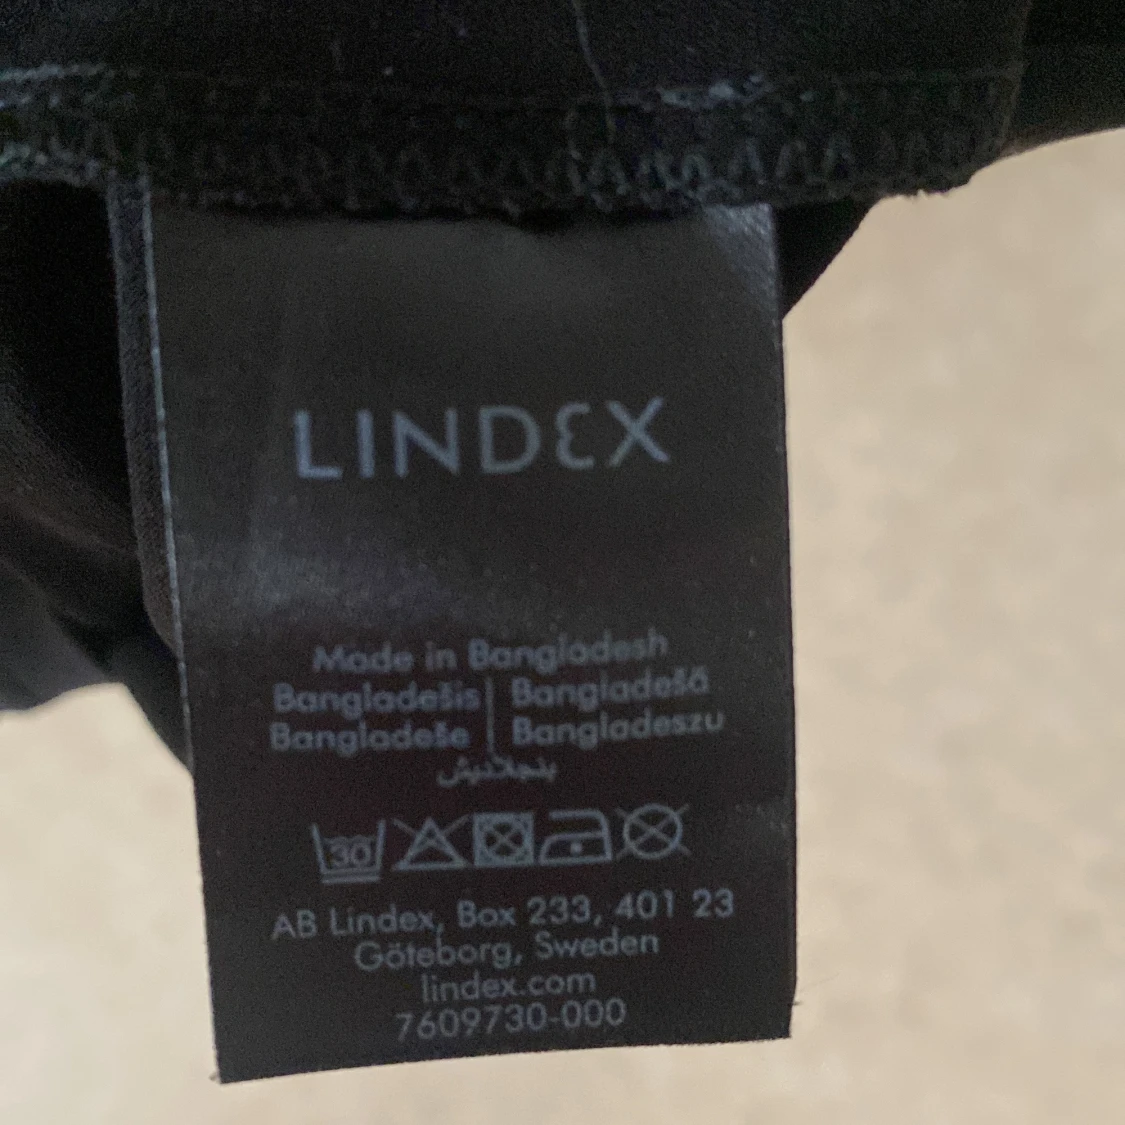 LINDEX
Made in Bangladesh
Bangladešis | Bangladešā
Bangladeše | Bangladeszu
بنجلاديش
30
AB Lindex, Box 233, 401 23
Göteborg, Sweden
lindex.com
7609730-000